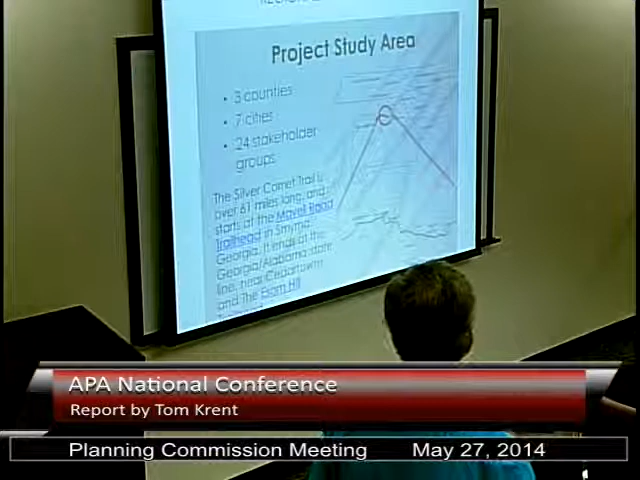 Project Study Area
• 3 counties
• 7 cities
• 24 stakeholder
groups
The Silver Comet Trail is
over 61 miles long, and
starts at the Mavell Road
Trailhead in Smyrna,
Georgia. It ends at the
Georgia/Alabama state
line, near Cedartown
and The Esom Hill
APA National Conference
Report by Tom Krent
Planning Commission Meeting May 27, 2014